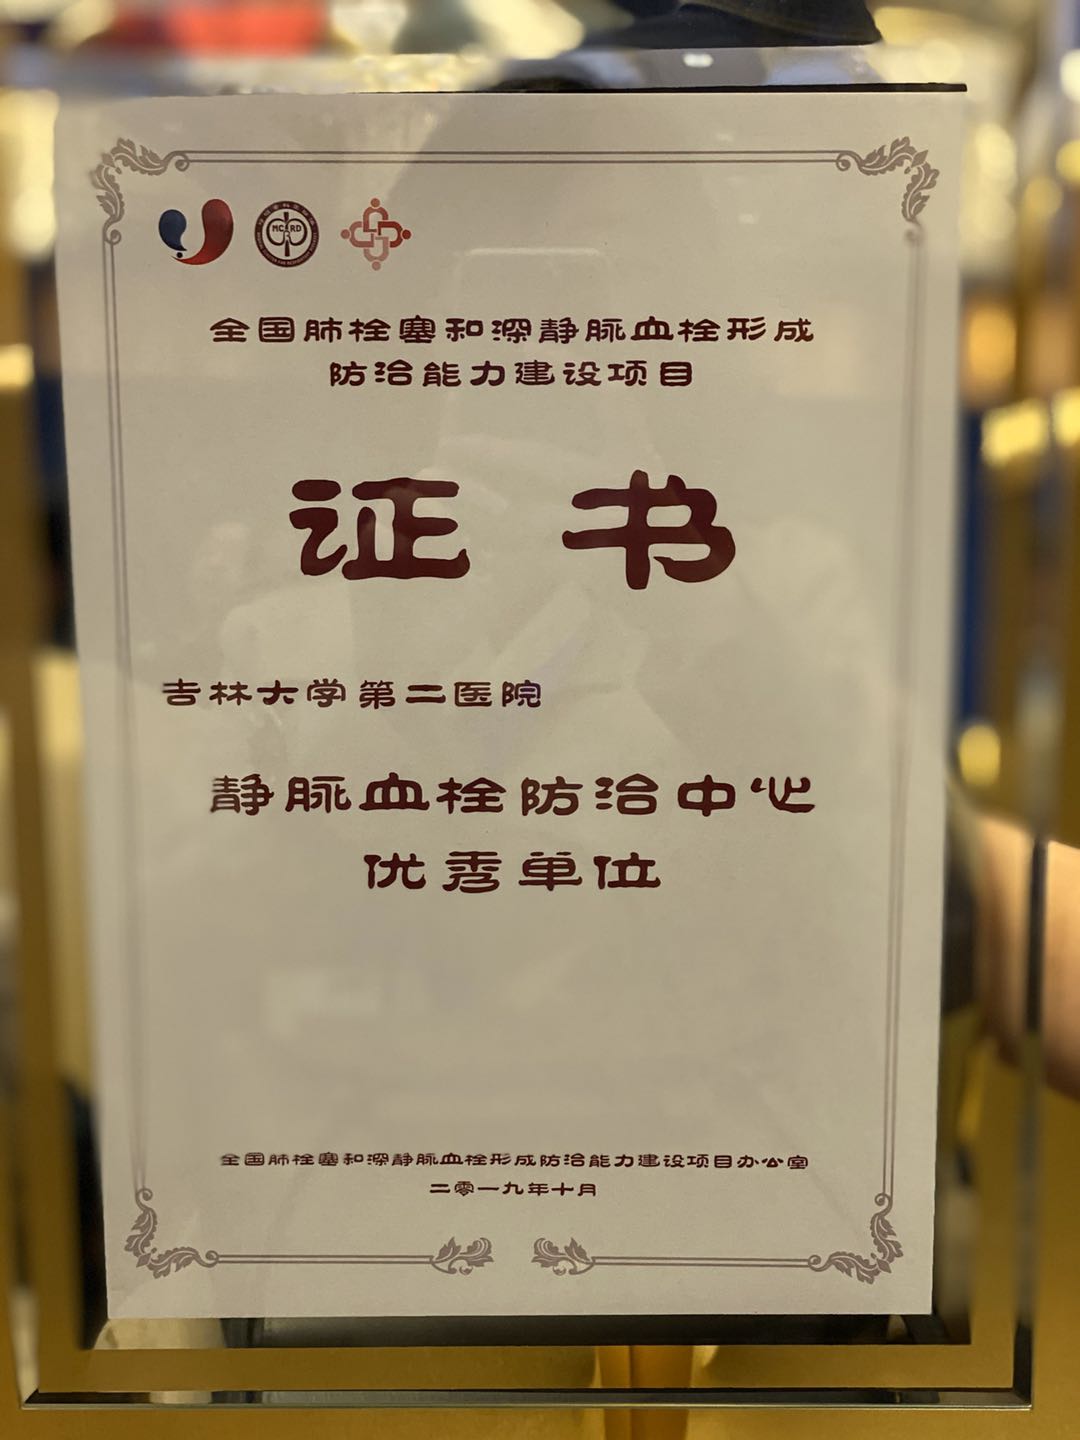 MCRD
全国肺栓塞和深静脉血栓形成
防治能力建设项目
证书
吉林大学第二医院
静脉血栓防治中心
优秀单位
全国肺栓塞和深静脉血栓形成防治能力建设项目办公室
二零一九年十月